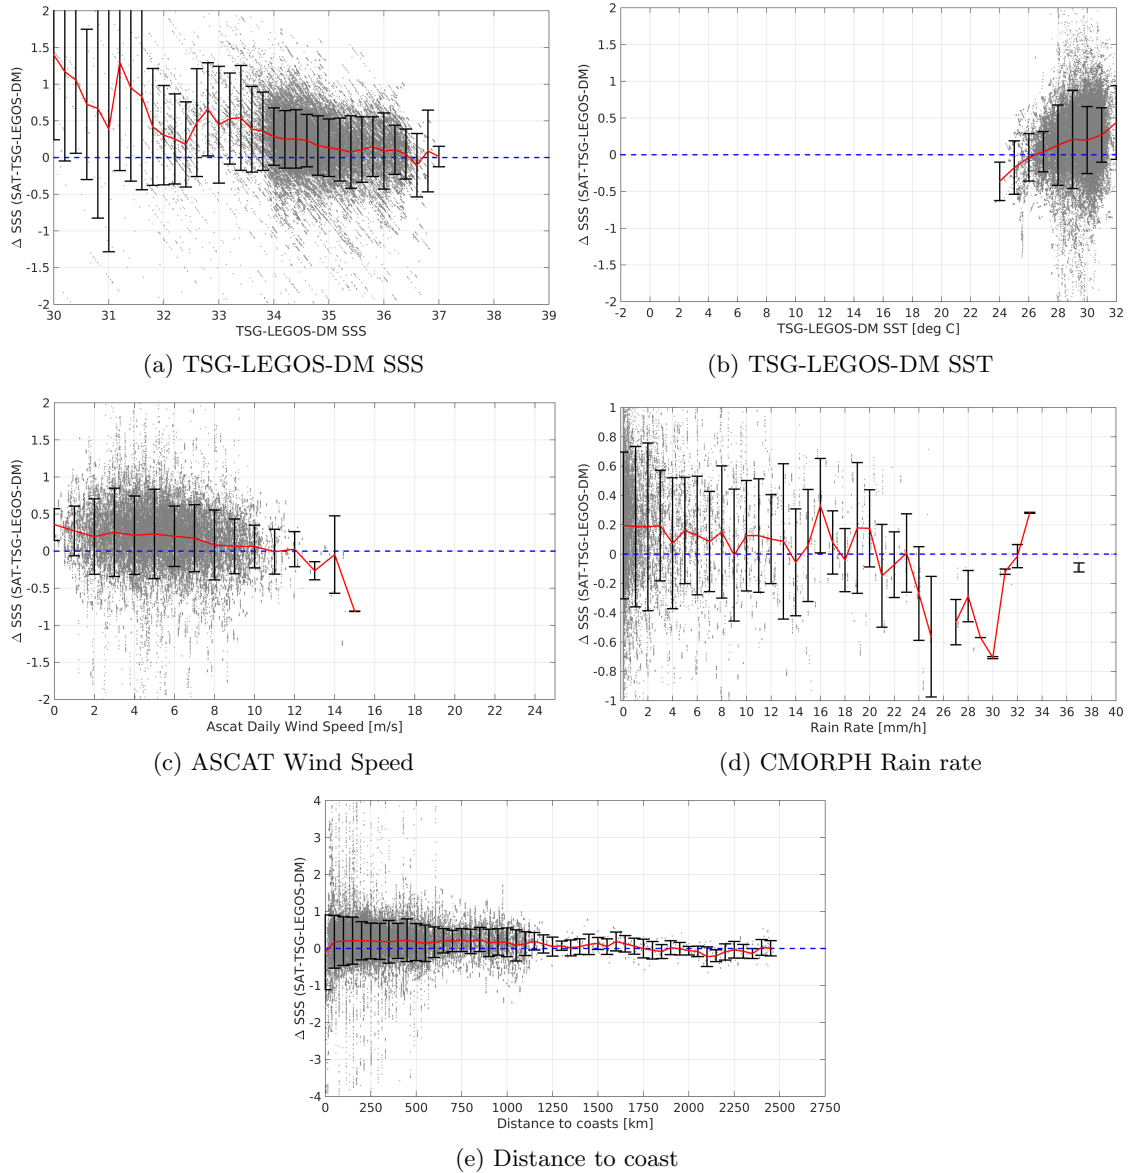 Δ SSS (SAT-TSG-LEGOS-DM)
2
1.5
1
0.5
0
-0.5
-1
-1.5
-2
30 31 32 33 34 35 36 37 38 39
TSG-LEGOS-DM SSS
(a) TSG-LEGOS-DM SSS
Δ SSS (SAT-TSG-LEGOS-DM)
2
1.5
1
0.5
0
-0.5
-1
-1.5
-2
-2 0 2 4 6 8 10 12 14 16 18 20 22 24 26 28 30 32
TSG-LEGOS-DM SST [deg C]
(b) TSG-LEGOS-DM SST
Δ SSS (SAT-TSG-LEGOS-DM)
2
1.5
1
0.5
0
-0.5
-1
-1.5
-2
0 2 4 6 8 10 12 14 16 18 20 22 24
Ascat Daily Wind Speed [m/s]
(c) ASCAT Wind Speed
Δ SSS (SAT-TSG-LEGOS-DM)
1
0.8
0.6
0.4
0.2
0
-0.2
-0.4
-0.6
-0.8
-1
0 2 4 6 8 10 12 14 16 18 20 22 24 26 28 30 32 34 36 38 40
Rain Rate [mm/h]
(d) CMORPH Rain rate
Δ SSS (SAT-TSG-LEGOS-DM)
4
3
2
1
0
-1
-2
-3
-4
0 250 500 750 1000 1250 1500 1750 2000 2250 2500 2750
Distance to coasts [km]
(e) Distance to coast